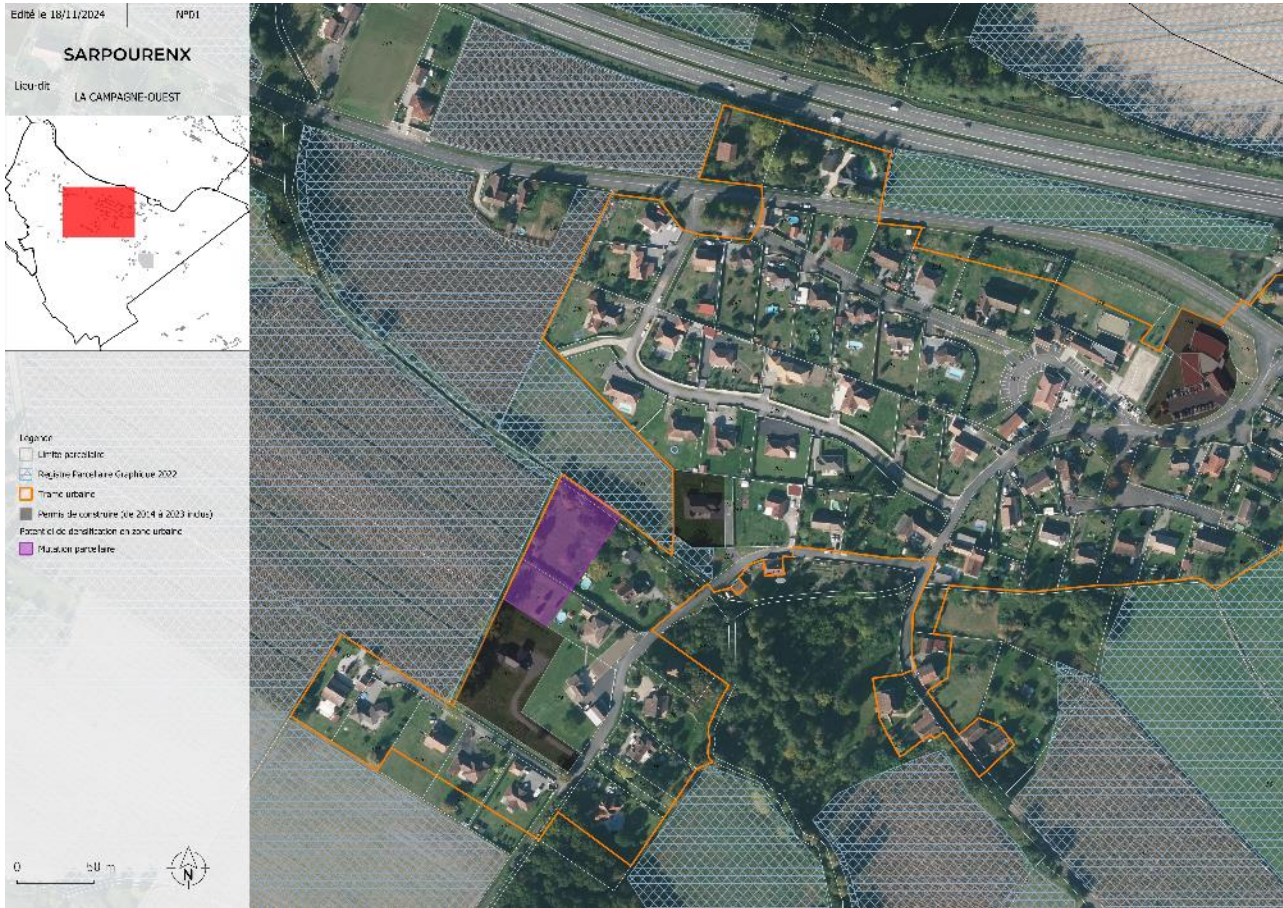 Edité le 18/11/2024
N°01
SARPOURENX
Lieu-dit
LA CAMPAGNE-OUEST
Légende
Limite parcellaire
Registre Parcellaire Graphique 2022
Trame urbaine
Permis de construire (de 2014 à 2023 inclus)
Potentiel de densification en zone urbaine
Mutation parcellaire
0 50 m
N